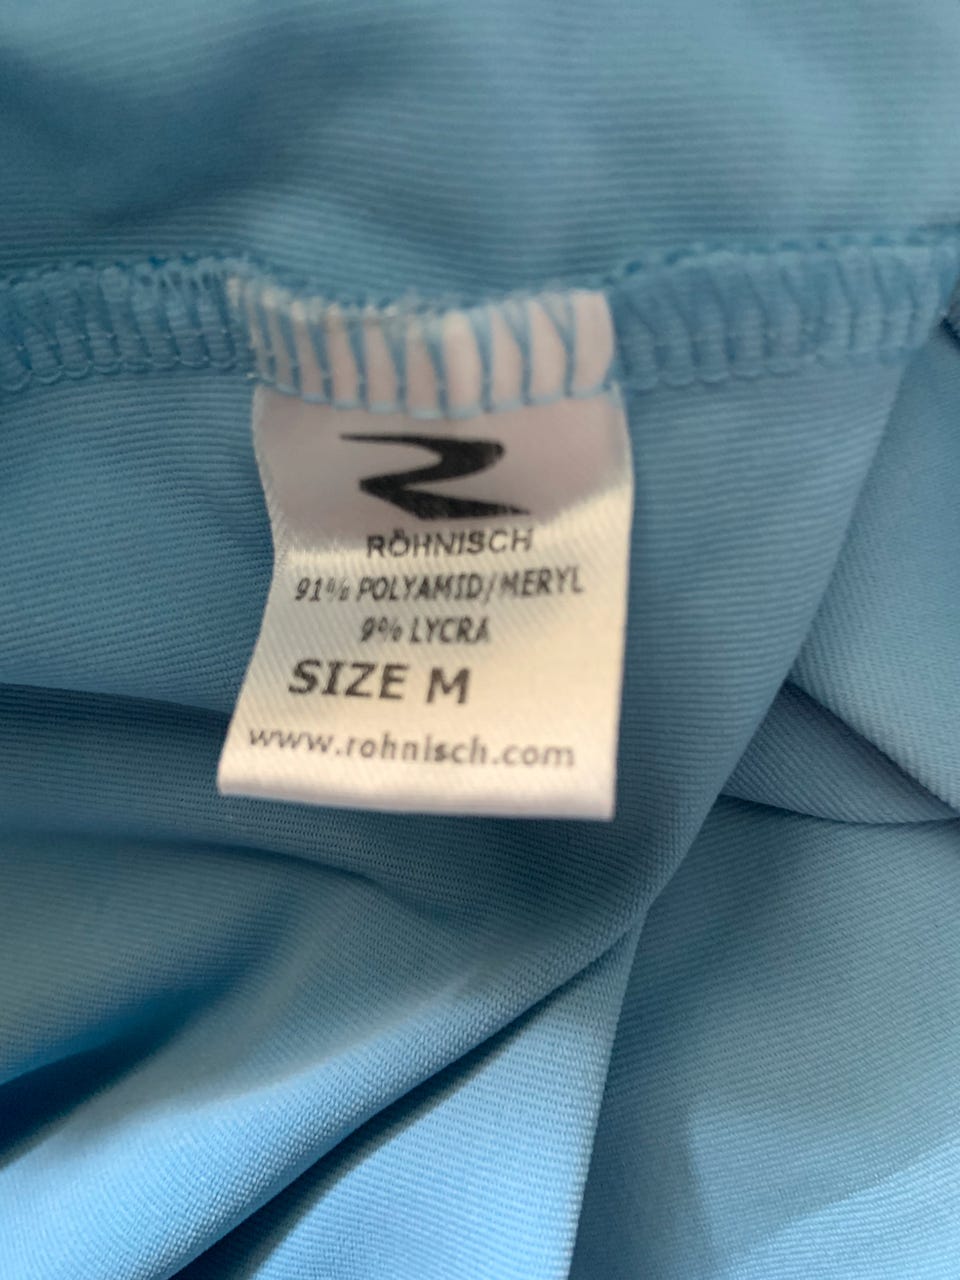 RÖHNISCH
91% POLYAMID/MERYL
9% LYCRA
SIZE M
www.rohnisch.com